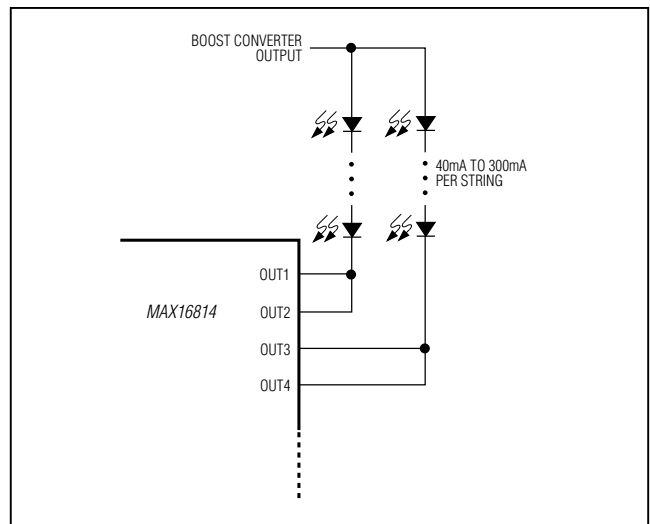 BOOST CONVERTER
OUTPUT
40mA TO 300mA
PER STRING
OUT1
MAX16814
OUT2
OUT3
OUT4